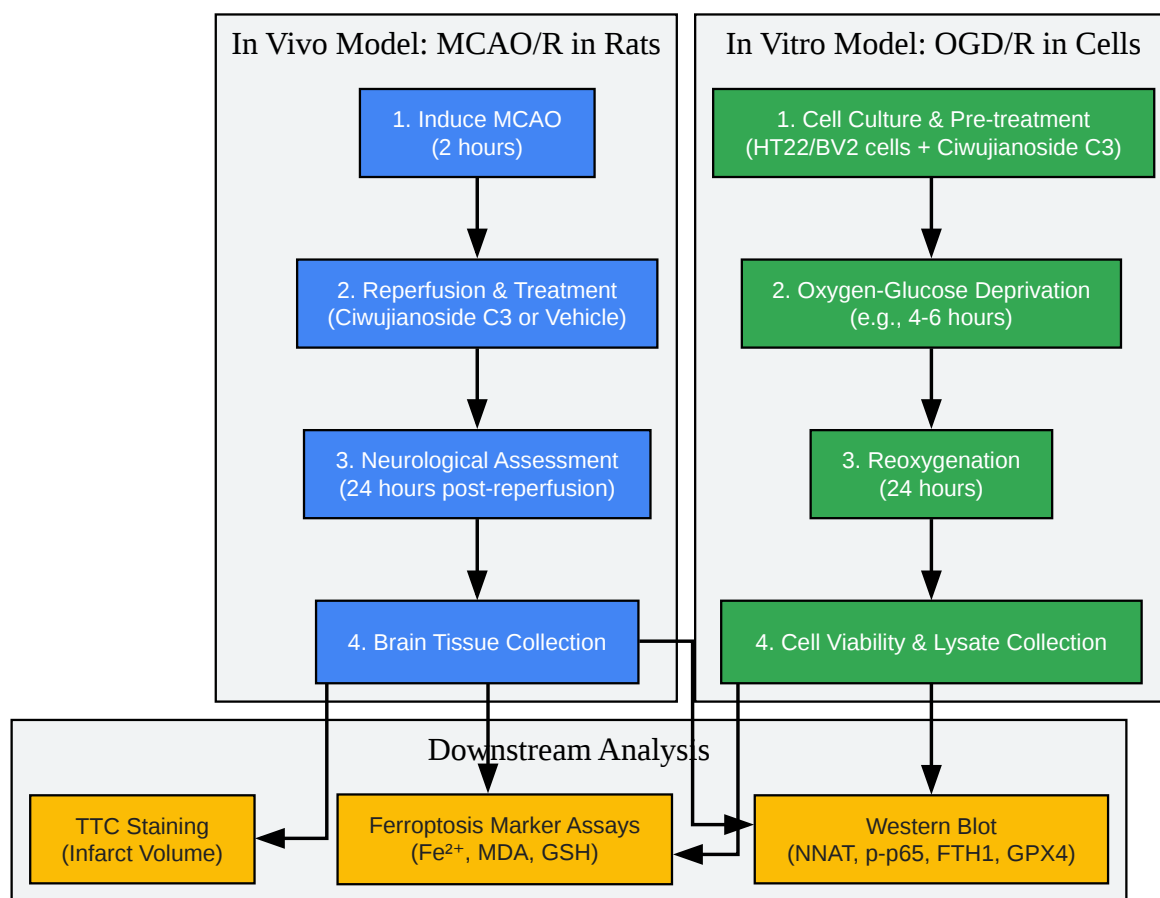 In Vivo Model: MCAO/R in Rats
1. Induce MCAO
(2 hours)
2. Reperfusion & Treatment
(Ciwujianoside C3 or Vehicle)
3. Neurological Assessment
(24 hours post-reperfusion)
4. Brain Tissue Collection
In Vitro Model: OGD/R in Cells
1. Cell Culture & Pre-treatment
(HT22/BV2 cells + Ciwujianoside C3)
2. Oxygen-Glucose Deprivation
(e.g., 4-6 hours)
3. Reoxygenation
(24 hours)
4. Cell Viability & Lysate Collection
Downstream Analysis
TTC Staining
(Infarct Volume)
Ferroptosis Marker Assays
(Fe²⁺, MDA, GSH)
Western Blot
(NNAT, p-p65, FTH1, GPX4)